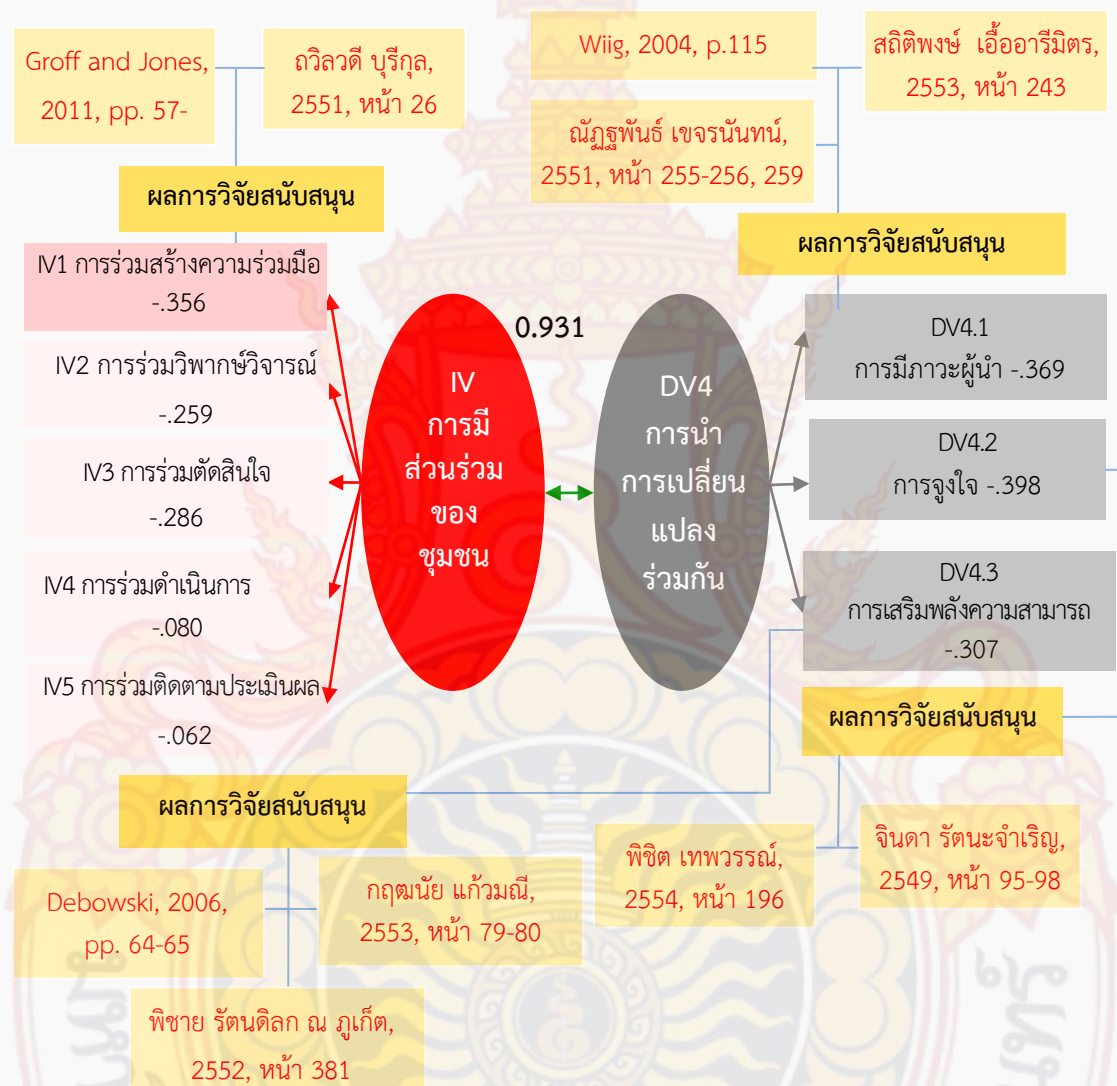 Groff and Jones,
2011, pp. 57-
ถวิลวดี บุรีกุล,
2551, หน้า 26
Wiig, 2004, p.115
สถิติพงษ์ เอื้ออารีมิตร,
2553, หน้า 243
ณัฏฐพันธ์ เขจรนันทน์,
2551, หน้า 255-256, 259
ผลการวิจัยสนับสนุน
ผลการวิจัยสนับสนุน
IV1 การร่วมสร้างความร่วมมือ
-.356
IV2 การร่วมวิพากษ์วิจารณ์
-.259
IV3 การร่วมตัดสินใจ
-.286
IV4 การร่วมดำเนินการ
-.080
IV5 การร่วมติดตามประเมินผล
-.062
IV
การมี
ส่วนร่วม
ของ
ชุมชน
0.931
DV4
การนำ
การเปลี่ยน
แปลง
ร่วมกัน
DV4.1
การมีภาวะผู้นำ -.369
DV4.2
การจูงใจ -.398
DV4.3
การเสริมพลังความสามารถ
-.307
ผลการวิจัยสนับสนุน
ผลการวิจัยสนับสนุน
พิชิต เทพวรรณ์,
2554, หน้า 196
จินดา รัตนะจำเริญ,
2549, หน้า 95-98
Debowski, 2006,
pp. 64-65
กฤฒนัย แก้วมณี,
2553, หน้า 79-80
พิชาย รัตนดิลก ณ ภูเก็ต,
2552, หน้า 381